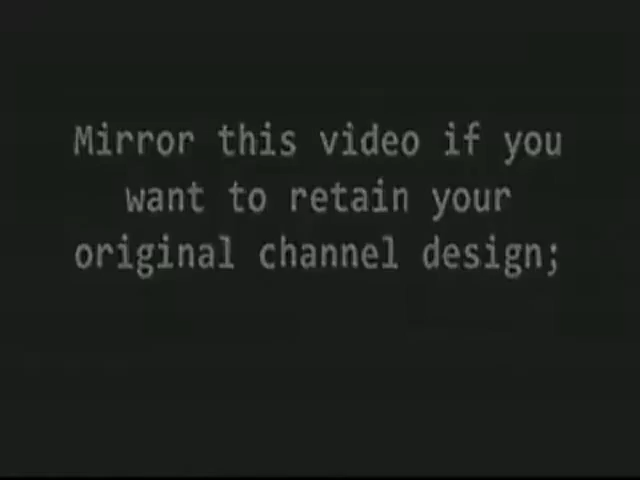 Mirror this video if you
want to retain your
original channel design;